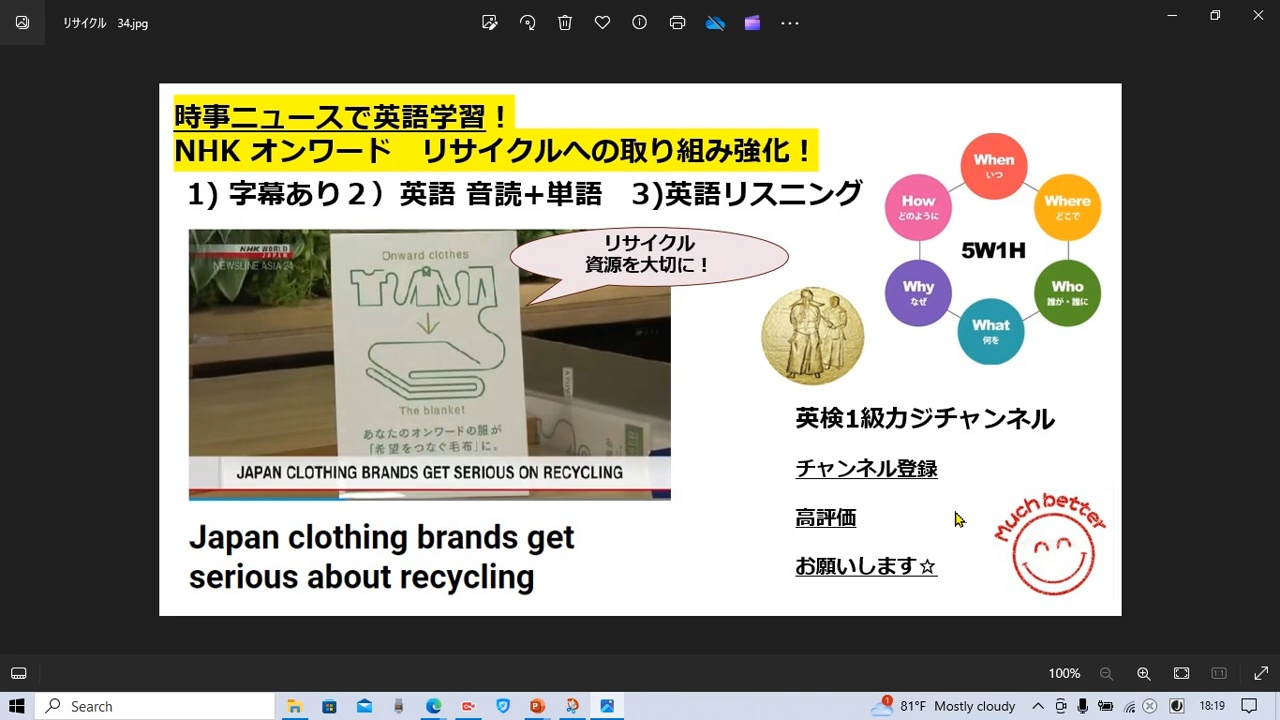 リサイクル 34.jpg
時事ニュースで英語学習！
NHK オンワード　リサイクルへの取り組み強化！
1) 字幕あり２）英語 音読+単語　3)英語リスニング
NHK WORLD
JAPAN
NEWSLINE ASIA 24
Onward clothes
The blanket
あなたのオンワードの服が
「希望をつなぐ毛布」に。
JAPAN CLOTHING BRANDS GET SERIOUS ON RECYCLING
リサイクル
資源を大切に！
Japan clothing brands get
serious about recycling
When
いつ
Where
どこで
Who
誰が・誰に
What
何を
Why
なぜ
How
どのように
5W1H
英検1級カジチャンネル
チャンネル登録
高評価
お願いします☆
Much better
100%
Search
81°F Mostly cloudy
18:19